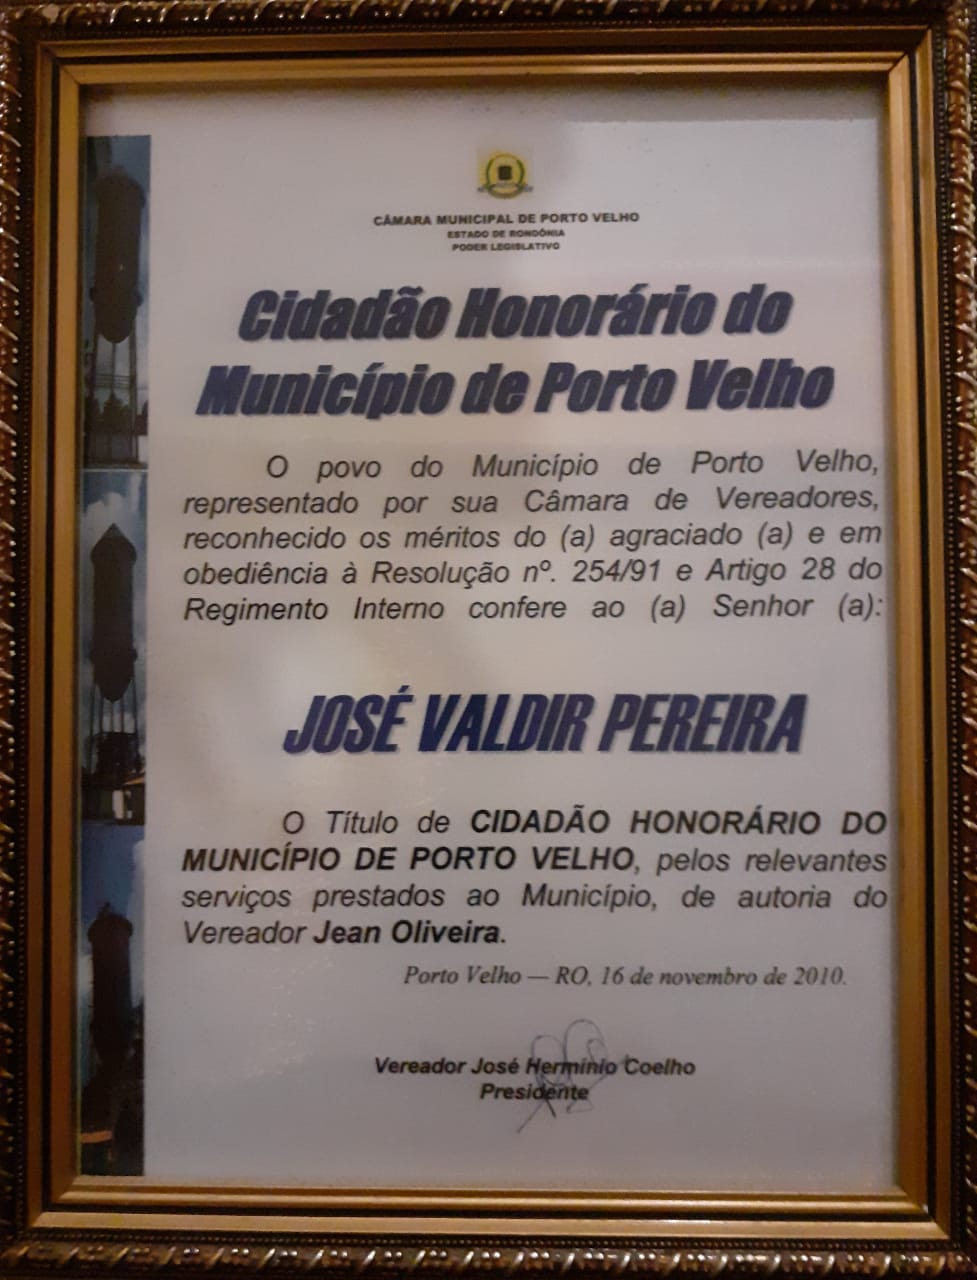 CÂMARA MUNICIPAL DE PORTO VELHO
ESTADO DE RONDÔNIA
PODER LEGISLATIVO
Cidadão Honorário do
Município de Porto Velho
O povo do Município de Porto Velho,
representado por sua Câmara de Vereadores,
reconhecido os méritos do (a) agraciado (a) e em
obediência à Resolução nº. 254/91 e Artigo 28 do
Regimento Interno confere ao (a) Senhor (a):
JOSÉ VALDIR PEREIRA
O Título de CIDADÃO HONORÁRIO DO
MUNICÍPIO DE PORTO VELHO, pelos relevantes
serviços prestados ao Município, de autoria do
Vereador Jean Oliveira.
Porto Velho — RO, 16 de novembro de 2010.
Vereador José Hermínio Coelho
Presidente